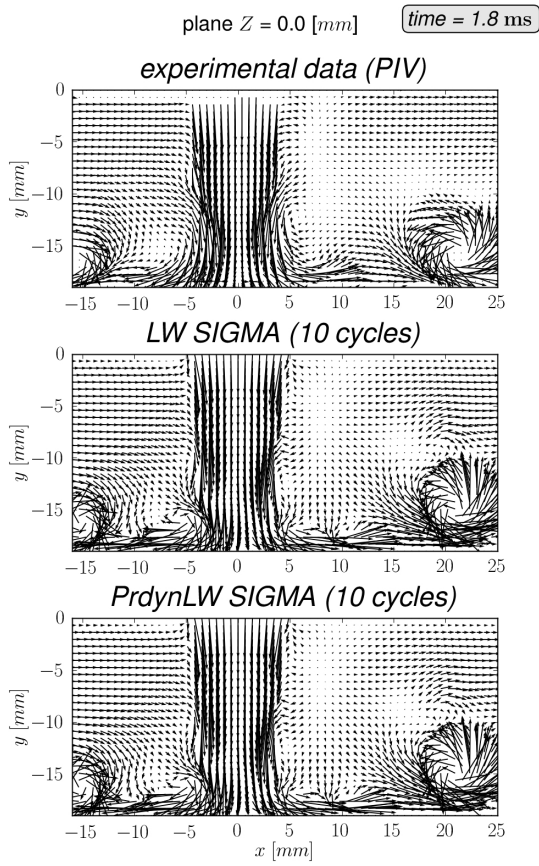 plane Z = 0.0 [mm]
time = 1.8 ms
experimental data (PIV)
0
−5
−10
−15
y [mm]
−15 −10 −5 0 5 10 15 20 25
LW SIGMA (10 cycles)
0
−5
−10
−15
y [mm]
−15 −10 −5 0 5 10 15 20 25
PrdynLW SIGMA (10 cycles)
0
−5
−10
−15
y [mm]
−15 −10 −5 0 5 10 15 20 25
x [mm]